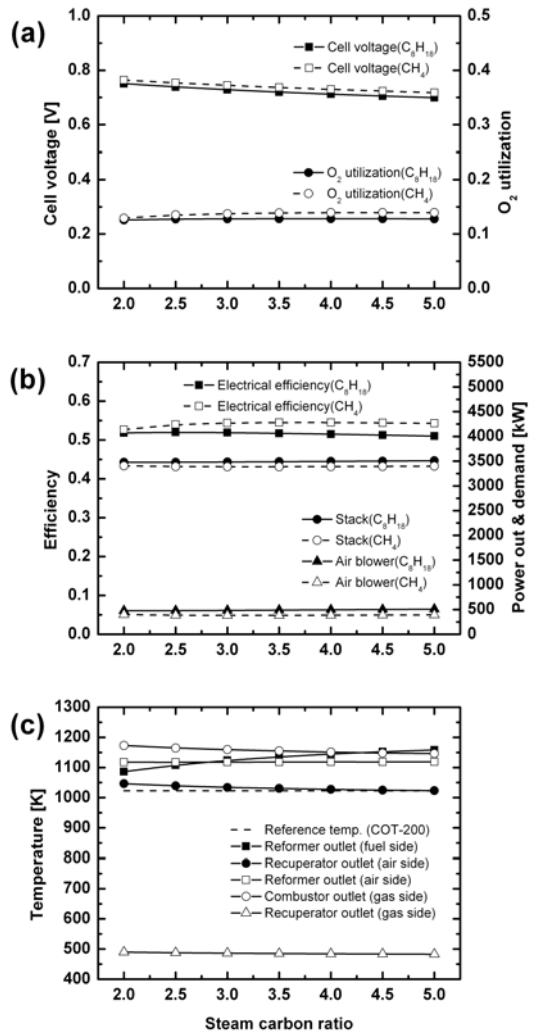 (a)
1.0
0.8
0.6
0.4
0.2
0.0
Cell voltage [V]
Cell voltage(C₈H₁₈)
Cell voltage(CH₄)
O₂ utilization(C₈H₁₈)
O₂ utilization(CH₄)
0.5
0.4
0.3
0.2
0.1
0.0
O₂ utilization
2.0 2.5 3.0 3.5 4.0 4.5 5.0
(b)
0.7
0.6
0.5
0.4
0.3
0.2
0.1
0.0
Efficiency
Electrical efficiency(C₈H₁₈)
Electrical efficiency(CH₄)
Stack(C₈H₁₈)
Stack(CH₄)
Air blower(C₈H₁₈)
Air blower(CH₄)
5500
5000
4500
4000
3500
3000
2500
2000
1500
1000
500
0
Power out & demand [kW]
2.0 2.5 3.0 3.5 4.0 4.5 5.0
(c)
1300
1200
1100
1000
900
800
700
600
500
400
Temperature [K]
Reference temp. (COT-200)
Reformer outlet (fuel side)
Recuperator outlet (air side)
Reformer outlet (air side)
Combustor outlet (gas side)
Recuperator outlet (gas side)
2.0 2.5 3.0 3.5 4.0 4.5 5.0
Steam carbon ratio